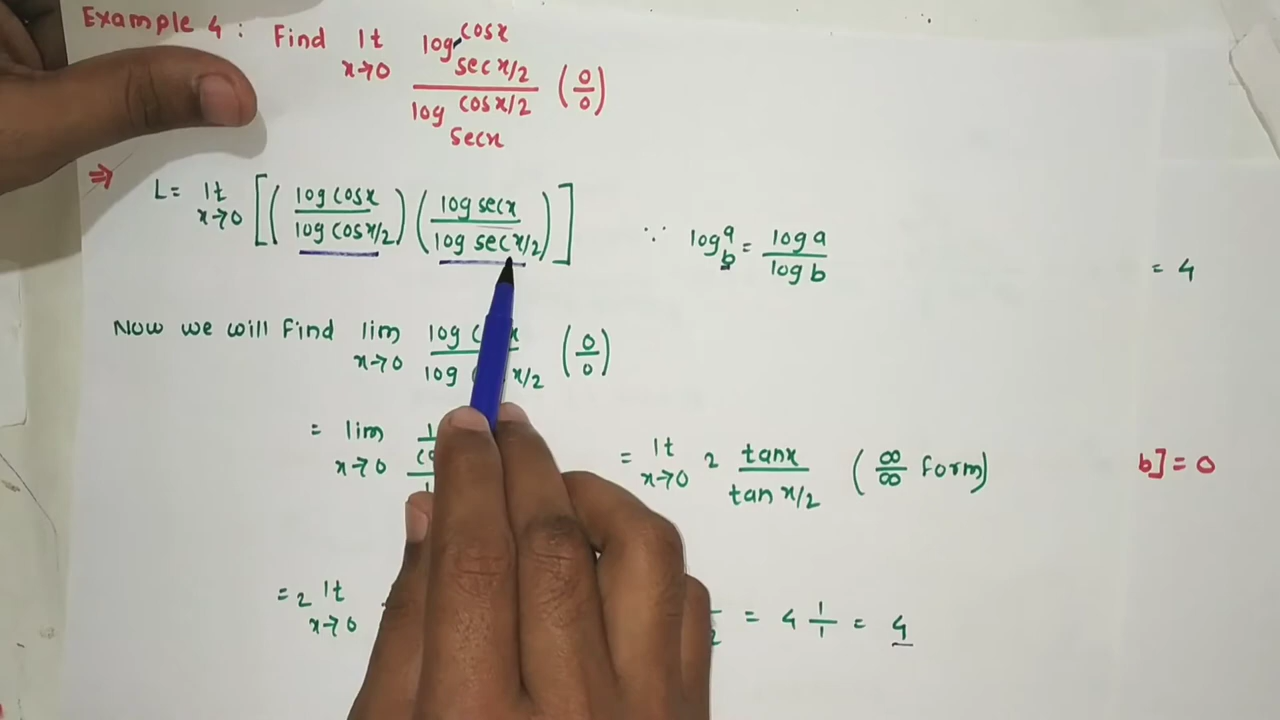 Example 4 : Find lt x→0 log cosx sec x/2 / log cos x/2 secx (0/0)
⇒ L = lt x→0 [ ( log cosx / log cosx/2 ) ( log secx / log sec x/2 ) ] ∵ log a b = log a / log b = 4
Now we will find lim x→0 log x / log x/2 (0/0)
= lim x→0 = lt x→0 2 tanx / tan x/2 ( ∞/∞ form) b] = 0
= 2 lt x→0 = 4 1/1 = 4